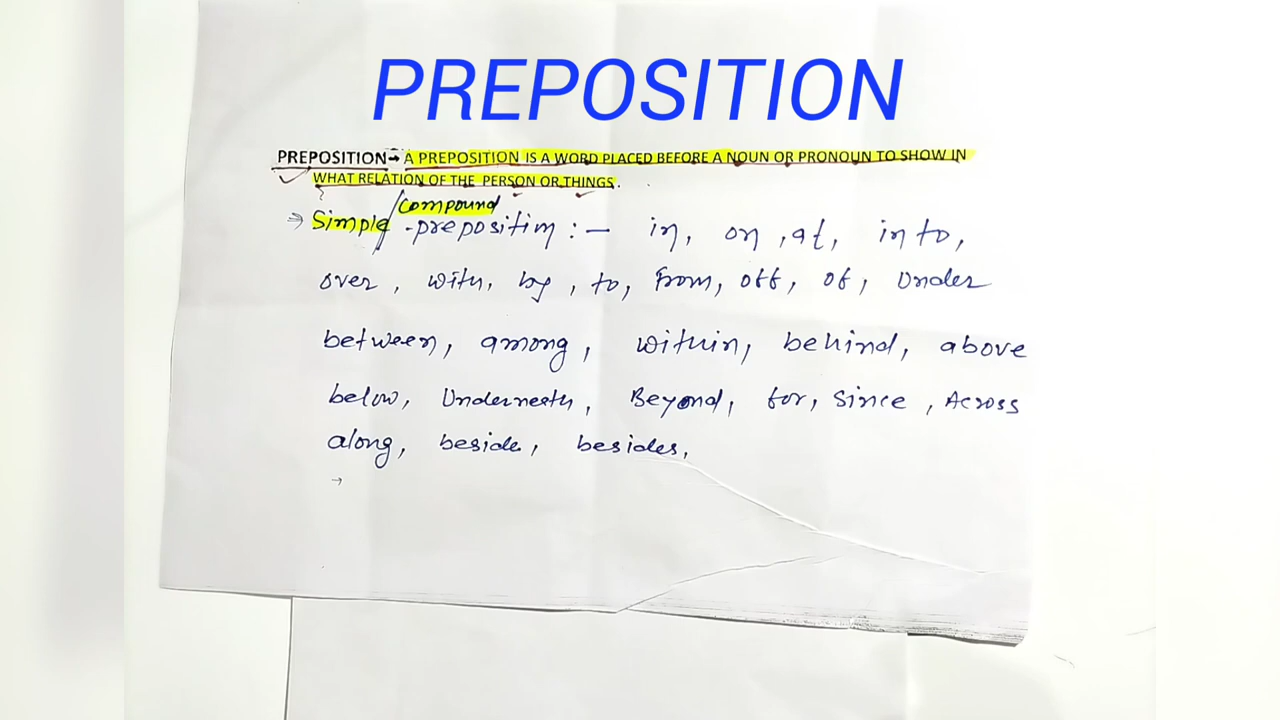 PREPOSITION
PREPOSITION→ A PREPOSITION IS A WORD PLACED BEFORE A NOUN OR PRONOUN TO SHOW IN
WHAT RELATION OF THE PERSON OR THINGS.
⇒ Simple/compound -preposition :- in, on, at, into,
over, with, by, to, from, off, of, Under
between, among, within, behind, above
below, Underneath, Beyond, for, since, Across
along, beside, besides,
→